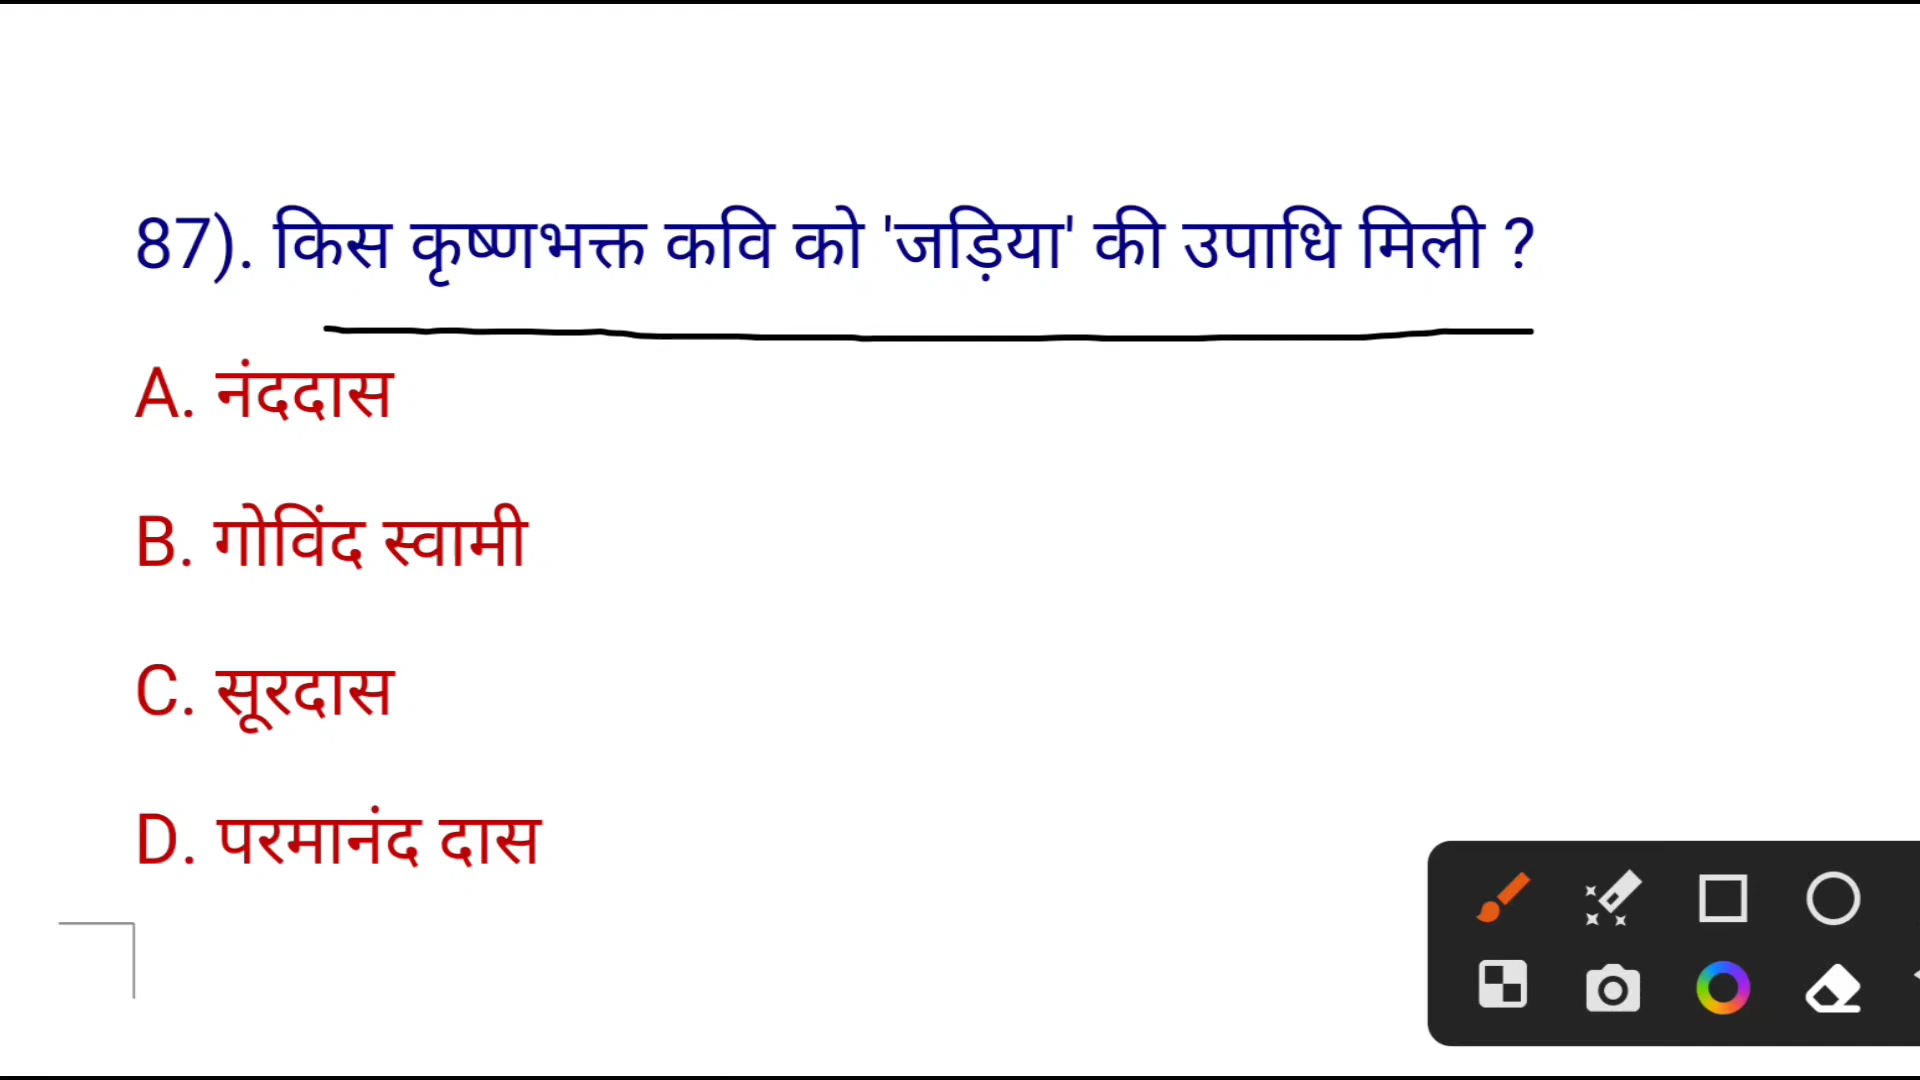 87). किस कृष्णभक्त कवि को 'जड़िया' की उपाधि मिली ?
A. नंददास
B. गोविंद स्वामी
C. सूरदास
D. परमानंद दास